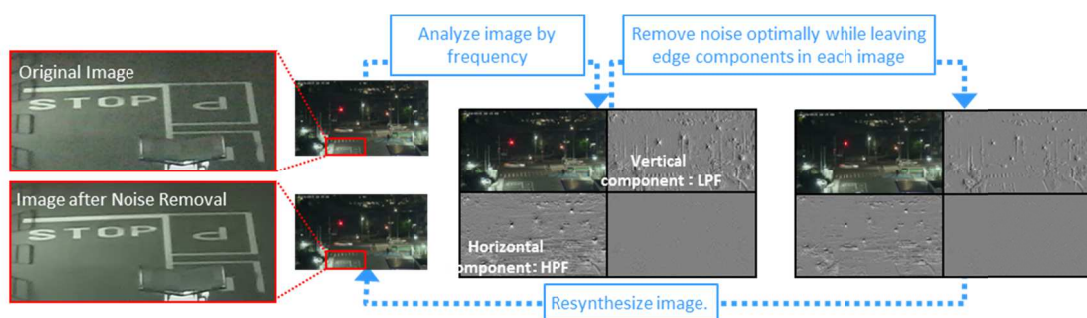 Analyze image by
frequency
Remove noise optimally while leaving
edge components in each image
Original Image
STOP
Vertical
component : LPF
Image after Noise Removal
STOP
Horizontal
component: HPF
Resynthesize image.